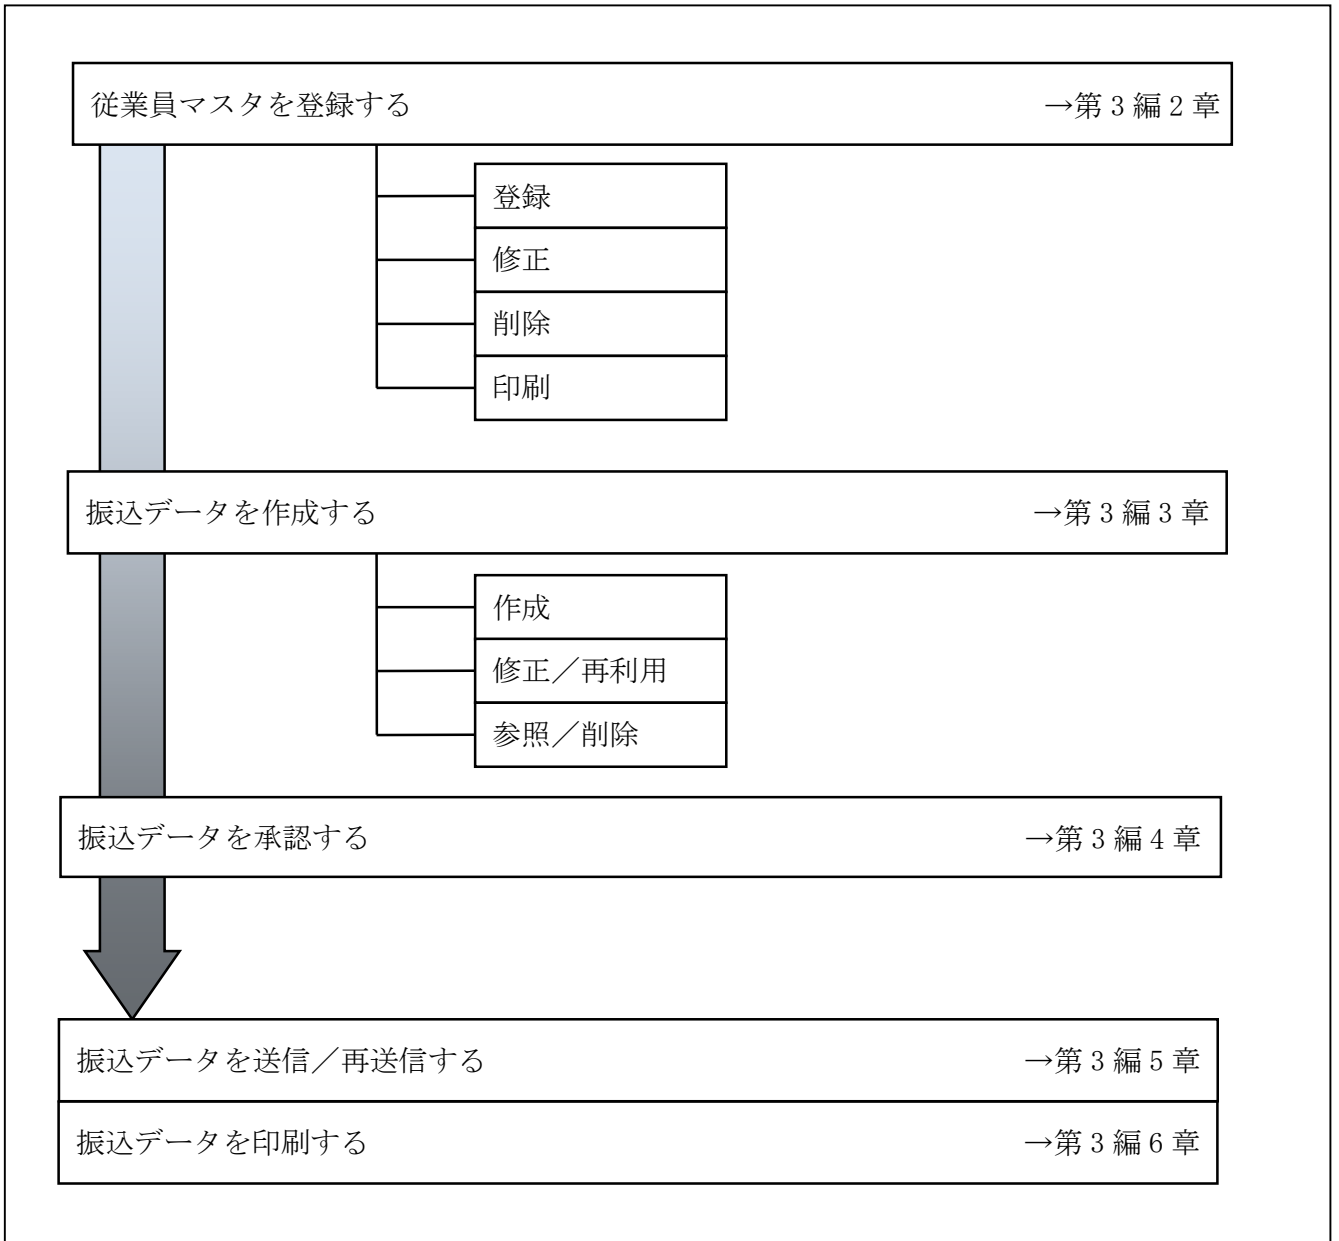 従業員マスタを登録する →第3編2章
登録
修正
削除
印刷
振込データを作成する →第3編3章
作成
修正／再利用
参照／削除
振込データを承認する →第3編4章
振込データを送信／再送信する →第3編5章
振込データを印刷する →第3編6章